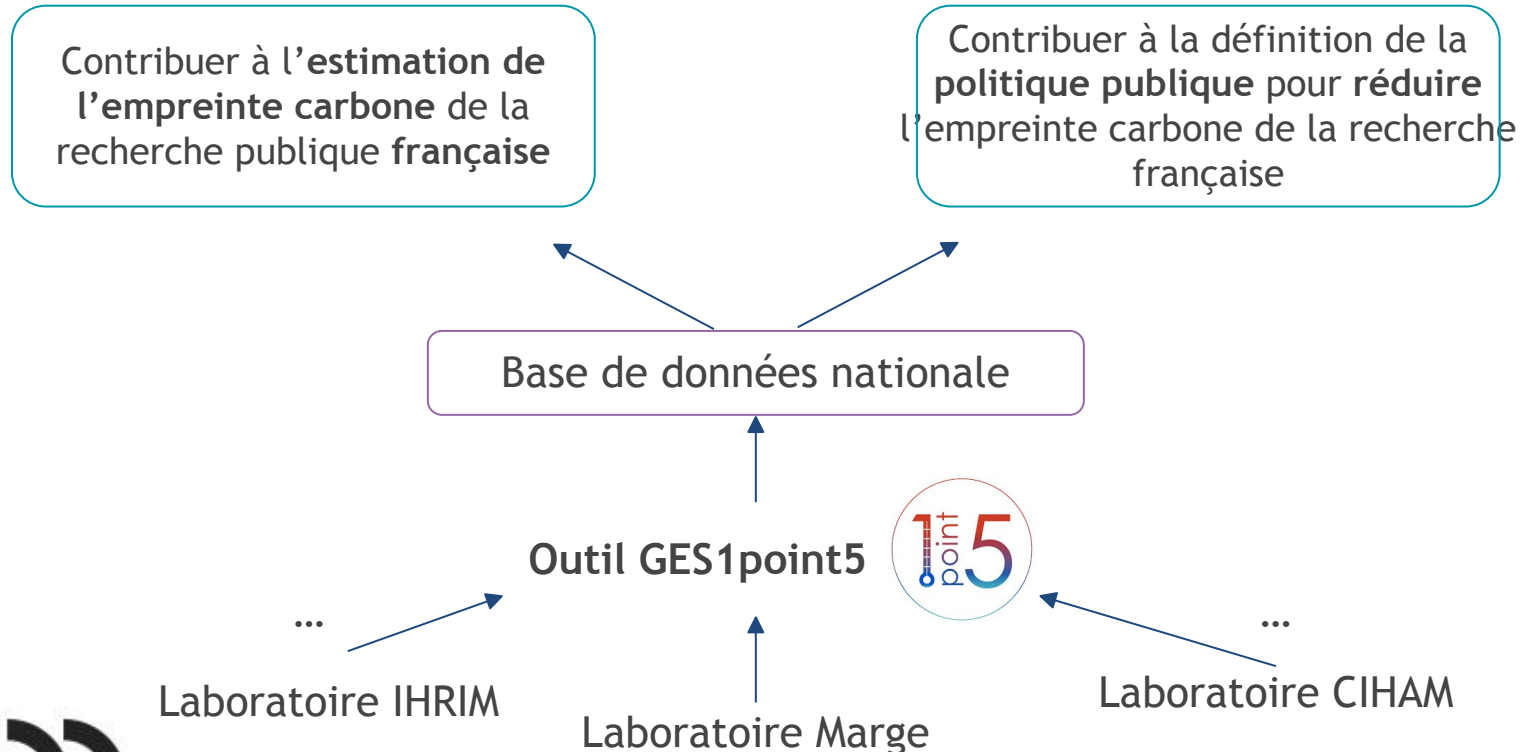 Contribuer à l’estimation de
l’empreinte carbone de la
recherche publique française
Contribuer à la définition de la
politique publique pour réduire
l’empreinte carbone de la recherche
française
Base de données nationale
Outil GES1point5
1point5
...
...
Laboratoire IHRIM
Laboratoire Marge
Laboratoire CIHAM